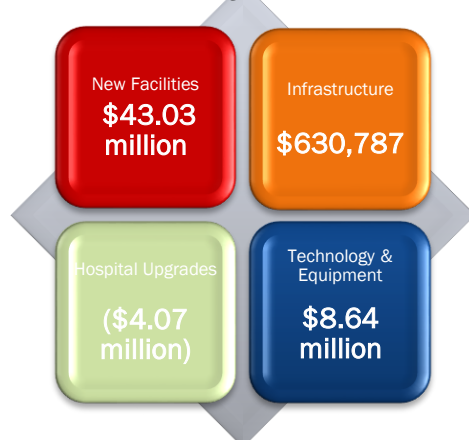 New Facilities
$43.03
million
Infrastructure
$630,787
Hospital Upgrades
($4.07
million)
Technology &
Equipment
$8.64
million